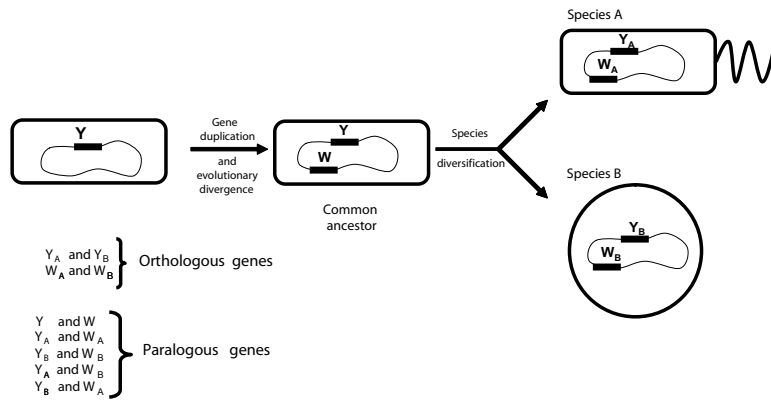 Species A
Y_A
W_A
Y
Gene
duplication
and
evolutionary
divergence
Y
W
Species
diversification
Common
ancestor
Species B
Y_B
W_B
Y_A and Y_B
W_A and W_B
Orthologous genes
Y and W
Y_A and W_A
Y_B and W_B
Y_A and W_B
Y_B and W_A
Paralogous genes